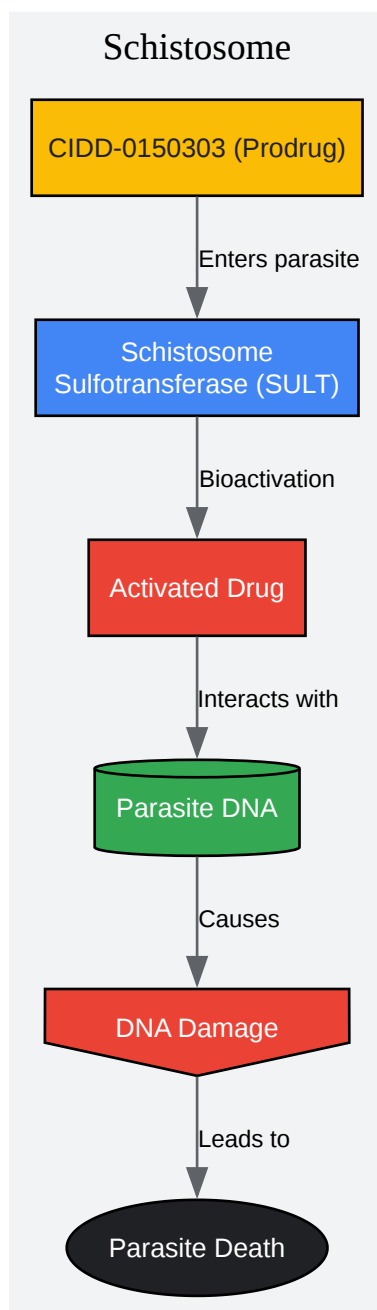 Schistosome
CIDD-0150303 (Prodrug)
Enters parasite
Schistosome
Sulfotransferase (SULT)
Bioactivation
Activated Drug
Interacts with
Parasite DNA
Causes
DNA Damage
Leads to
Parasite Death